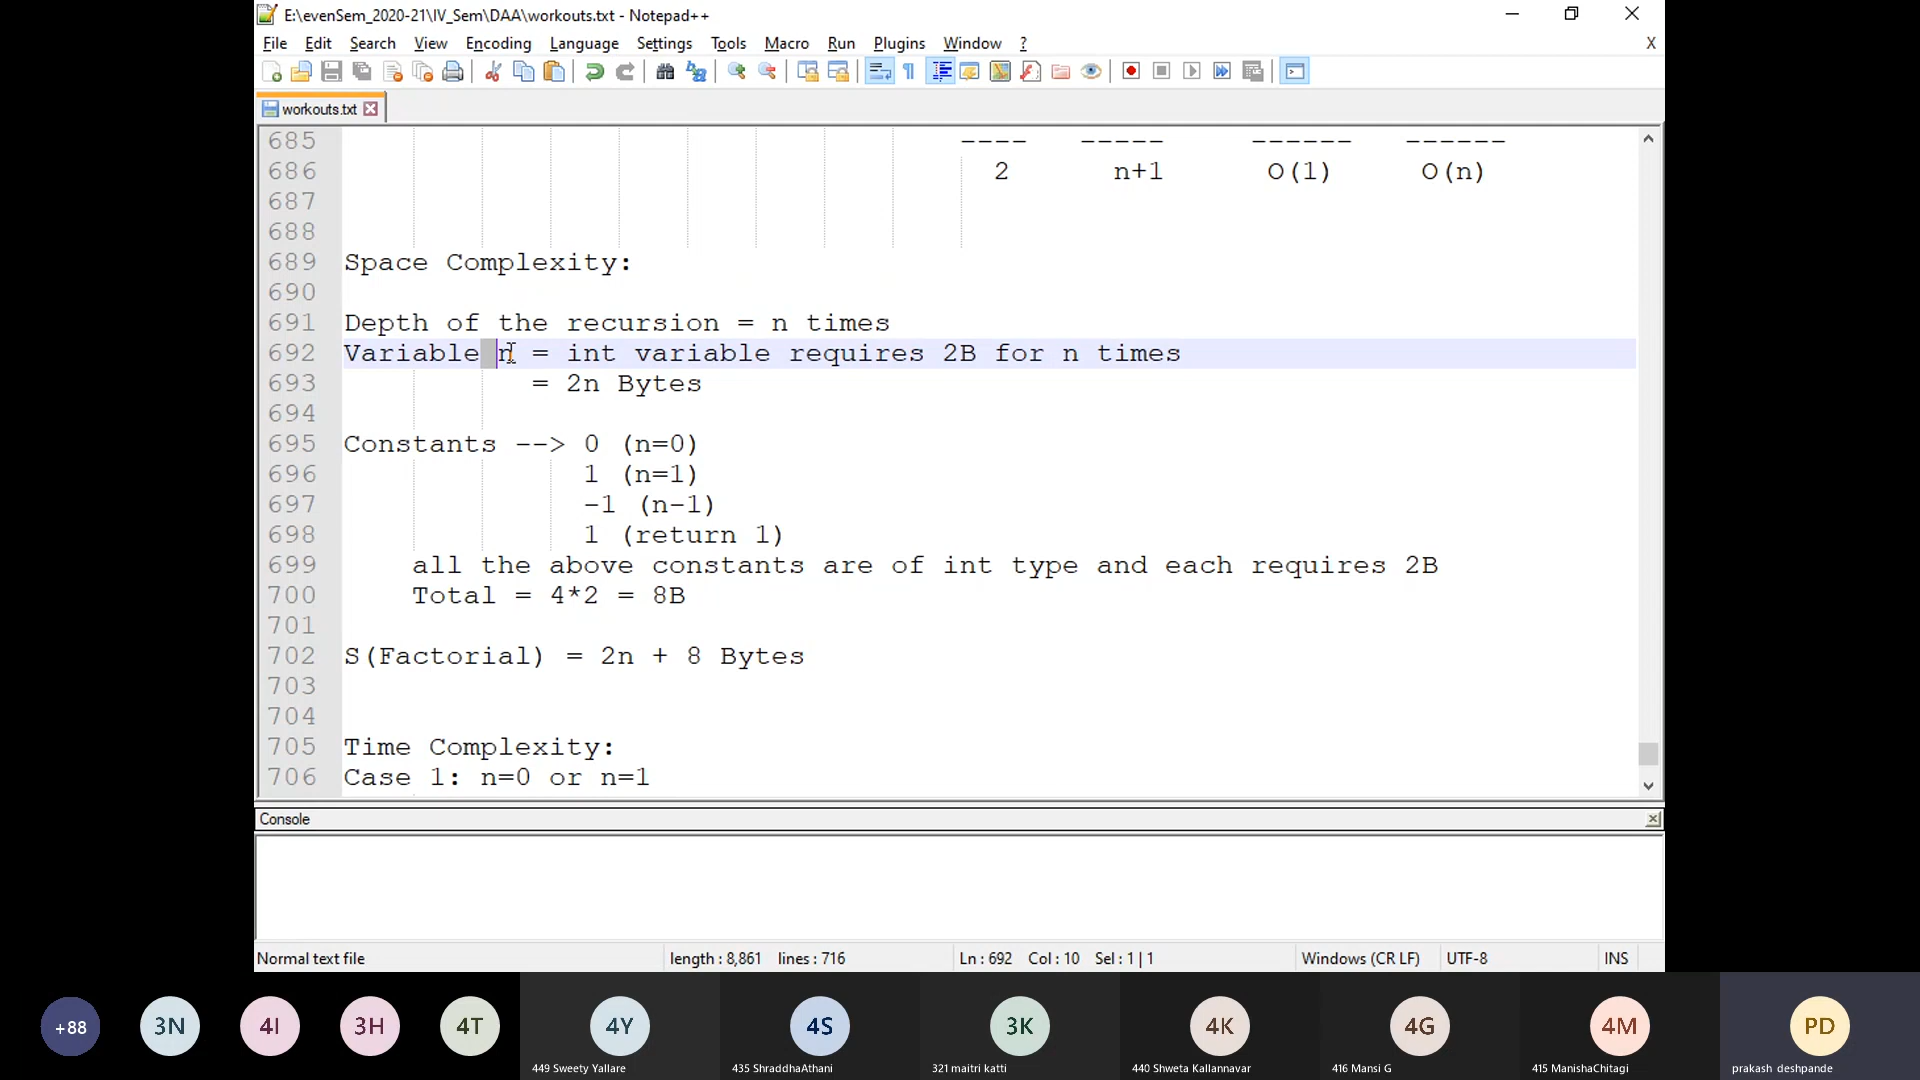 E:\evenSem_2020-21\IV_Sem\DAA\workouts.txt - Notepad++
File Edit Search View Encoding Language Settings Tools Macro Run Plugins Window ? X
workouts.txt
685 ---- ----- ------ ------
686 2 n+1 O(1) O(n)
687
688
689 Space Complexity:
690
691 Depth of the recursion = n times
692 Variable n = int variable requires 2B for n times
693 = 2n Bytes
694
695 Constants --> 0 (n=0)
696 1 (n=1)
697 -1 (n-1)
698 1 (return 1)
699 all the above constants are of int type and each requires 2B
700 Total = 4*2 = 8B
701
702 S(Factorial) = 2n + 8 Bytes
703
704
705 Time Complexity:
706 Case 1: n=0 or n=1
Console
Normal text file length : 8,861 lines : 716 Ln : 692 Col : 10 Sel : 1 | 1 Windows (CR LF) UTF-8 INS
+88 3N 4I 3H 4T 4Y 4S 3K 4K 4G 4M PD
449 Sweety Yallare 435 ShraddhaAthani 321 maitri katti 440 Shweta Kallannavar 416 Mansi G 415 ManishaChitagi prakash deshpande